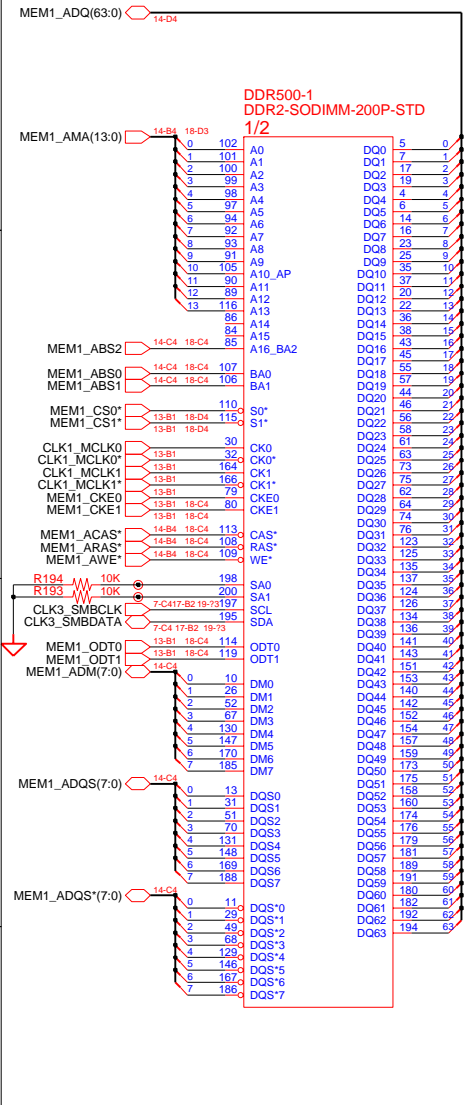 MEM1_ADQ(63:0) 14-D4
DDR500-1
DDR2-SODIMM-200P-STD
1/2
MEM1_AMA(13:0) 14-B4 18-D3
0 102 A0
1 101 A1
2 100 A2
3 99 A3
4 98 A4
5 97 A5
6 94 A6
7 92 A7
8 93 A8
9 91 A9
10 105 A10_AP
11 90 A11
12 89 A12
13 116 A13
86 A14
84 A15
MEM1_ABS2 14-C4 18-C4 85 A16_BA2
MEM1_ABS0 14-C4 18-C4 107 BA0
MEM1_ABS1 14-C4 18-C4 106 BA1
MEM1_CS0* 110 S0*
13-B1 18-D4
MEM1_CS1* 115 S1*
13-B1 18-D4
CLK1_MCLK0 30 CK0
13-B1
CLK1_MCLK0* 32 CK0*
13-B1
CLK1_MCLK1 164 CK1
13-B1
CLK1_MCLK1* 166 CK1*
13-B1
MEM1_CKE0 79 CKE0
13-B1 18-C4
MEM1_CKE1 80 CKE1
13-B1 18-C4
MEM1_ACAS* 14-B4 18-C4 113 CAS*
MEM1_ARAS* 14-B4 18-C4 108 RAS*
MEM1_AWE* 14-B4 18-C4 109 WE*
R194 10K 198 SA0
R193 10K 200 SA1
CLK3_SMBCLK 7-C417-B2 19-?3 197 SCL
CLK3_SMBDATA 195 SDA
7-C4 17-B2 19-?3
MEM1_ODT0 13-B1 18-C4 114 ODT0
MEM1_ODT1 13-B1 18-C4 119 ODT1
MEM1_ADM(7:0) 14-C4
0 10 DM0
1 26 DM1
2 52 DM2
3 67 DM3
4 130 DM4
5 147 DM5
6 170 DM6
7 185 DM7
MEM1_ADQS(7:0) 14-C4
0 13 DQS0
1 31 DQS1
2 51 DQS2
3 70 DQS3
4 131 DQS4
5 148 DQS5
6 169 DQS6
7 188 DQS7
MEM1_ADQS*(7:0) 14-C4
0 11 DQS*0
1 29 DQS*1
2 49 DQS*2
3 68 DQS*3
4 129 DQS*4
5 146 DQS*5
6 167 DQS*6
7 186 DQS*7
DQ0 5 0
DQ1 7 1
DQ2 17 2
DQ3 19 3
DQ4 4 4
DQ5 6 5
DQ6 14 6
DQ7 16 7
DQ8 23 8
DQ9 25 9
DQ10 35 10
DQ11 37 11
DQ12 20 12
DQ13 22 13
DQ14 36 14
DQ15 38 15
DQ16 43 16
DQ17 45 17
DQ18 55 18
DQ19 57 19
DQ20 44 20
DQ21 46 21
DQ22 56 22
DQ23 58 23
DQ24 61 24
DQ25 63 25
DQ26 73 26
DQ27 75 27
DQ28 62 28
DQ29 64 29
DQ30 74 30
DQ31 76 31
DQ32 123 32
DQ33 125 33
DQ34 135 34
DQ35 137 35
DQ36 124 36
DQ37 126 37
DQ38 134 38
DQ39 136 39
DQ40 141 40
DQ41 143 41
DQ42 151 42
DQ43 153 43
DQ44 140 44
DQ45 142 45
DQ46 152 46
DQ47 154 47
DQ48 157 48
DQ49 159 49
DQ50 173 50
DQ51 175 51
DQ52 158 52
DQ53 160 53
DQ54 174 54
DQ55 176 55
DQ56 179 56
DQ57 181 57
DQ58 189 58
DQ59 191 59
DQ60 180 60
DQ61 182 61
DQ62 192 62
DQ63 194 63